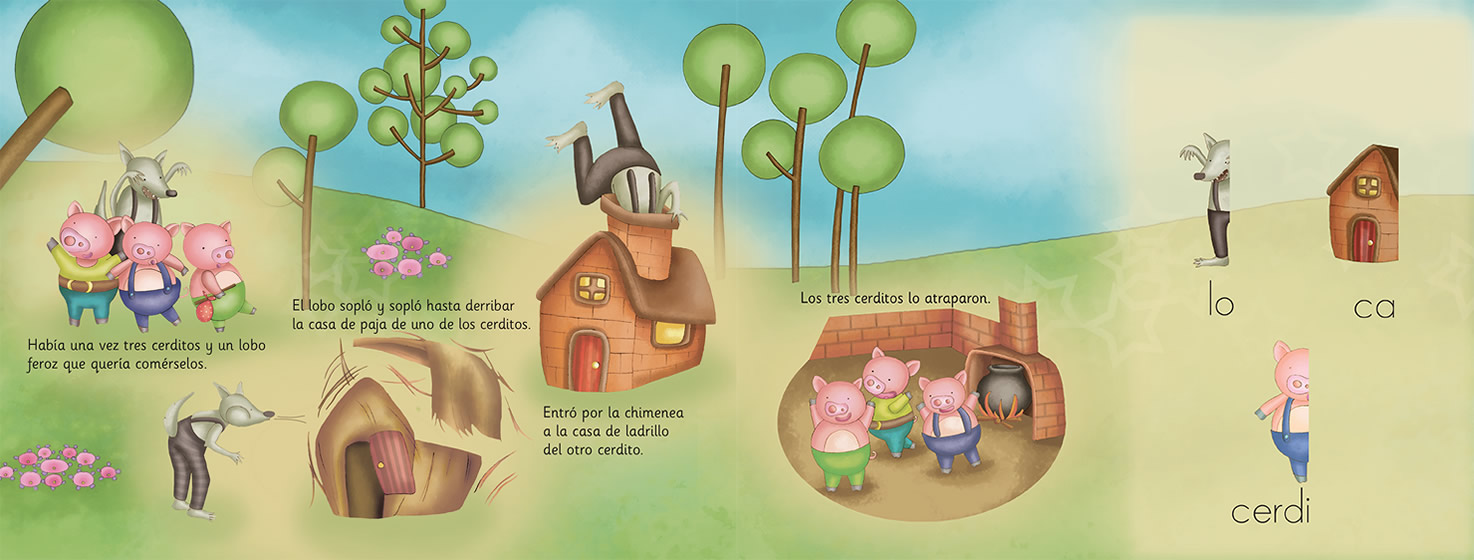 Había una vez tres cerditos y un lobo
feroz que quería comérselos.
El lobo sopló y sopló hasta derribar
la casa de paja de uno de los cerditos.
Entró por la chimenea
a la casa de ladrillo
del otro cerdito.
Los tres cerditos lo atraparon.
lo
ca
cerdi